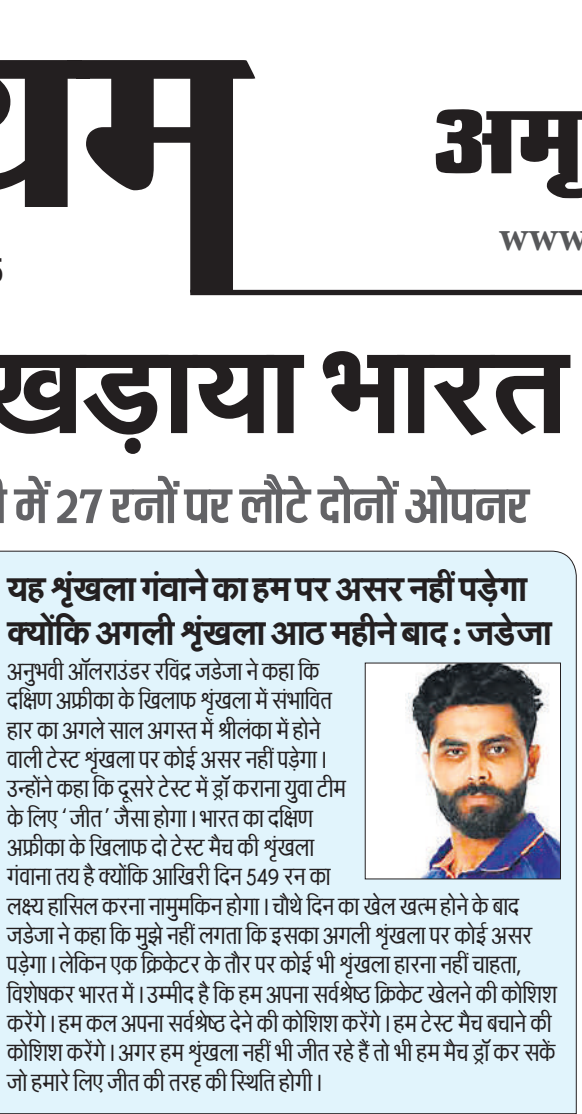 अमृ
www
खड़ाया भारत
में 27 रनों पर लौटे दोनों ओपनर
यह शृंखला गंवाने का हम पर असर नहीं पड़ेगा
क्योंकि अगली शृंखला आठ महीने बाद : जडेजा
अनुभवी ऑलराउंडर रविंद्र जडेजा ने कहा कि
दक्षिण अफ्रीका के खिलाफ शृंखला में संभावित
हार का अगले साल अगस्त में श्रीलंका में होने
वाली टेस्ट शृंखला पर कोई असर नहीं पड़ेगा।
उन्होंने कहा कि दूसरे टेस्ट में ड्रॉ कराना युवा टीम
के लिए ‘जीत’ जैसा होगा। भारत का दक्षिण
अफ्रीका के खिलाफ दो टेस्ट मैच की शृंखला
गंवाना तय है क्योंकि आखिरी दिन 549 रन का
लक्ष्य हासिल करना नामुमकिन होगा। चौथे दिन का खेल खत्म होने के बाद
जडेजा ने कहा कि मुझे नहीं लगता कि इसका अगली शृंखला पर कोई असर
पड़ेगा। लेकिन एक क्रिकेटर के तौर पर कोई भी शृंखला हारना नहीं चाहता,
विशेषकर भारत में। उम्मीद है कि हम अपना सर्वश्रेष्ठ क्रिकेट खेलने की कोशिश
करेंगे। हम कल अपना सर्वश्रेष्ठ देने की कोशिश करेंगे। हम टेस्ट मैच बचाने की
कोशिश करेंगे। अगर हम शृंखला नहीं भी जीत रहे हैं तो भी हम मैच ड्रॉ कर सकें
जो हमारे लिए जीत की तरह की स्थिति होगी।